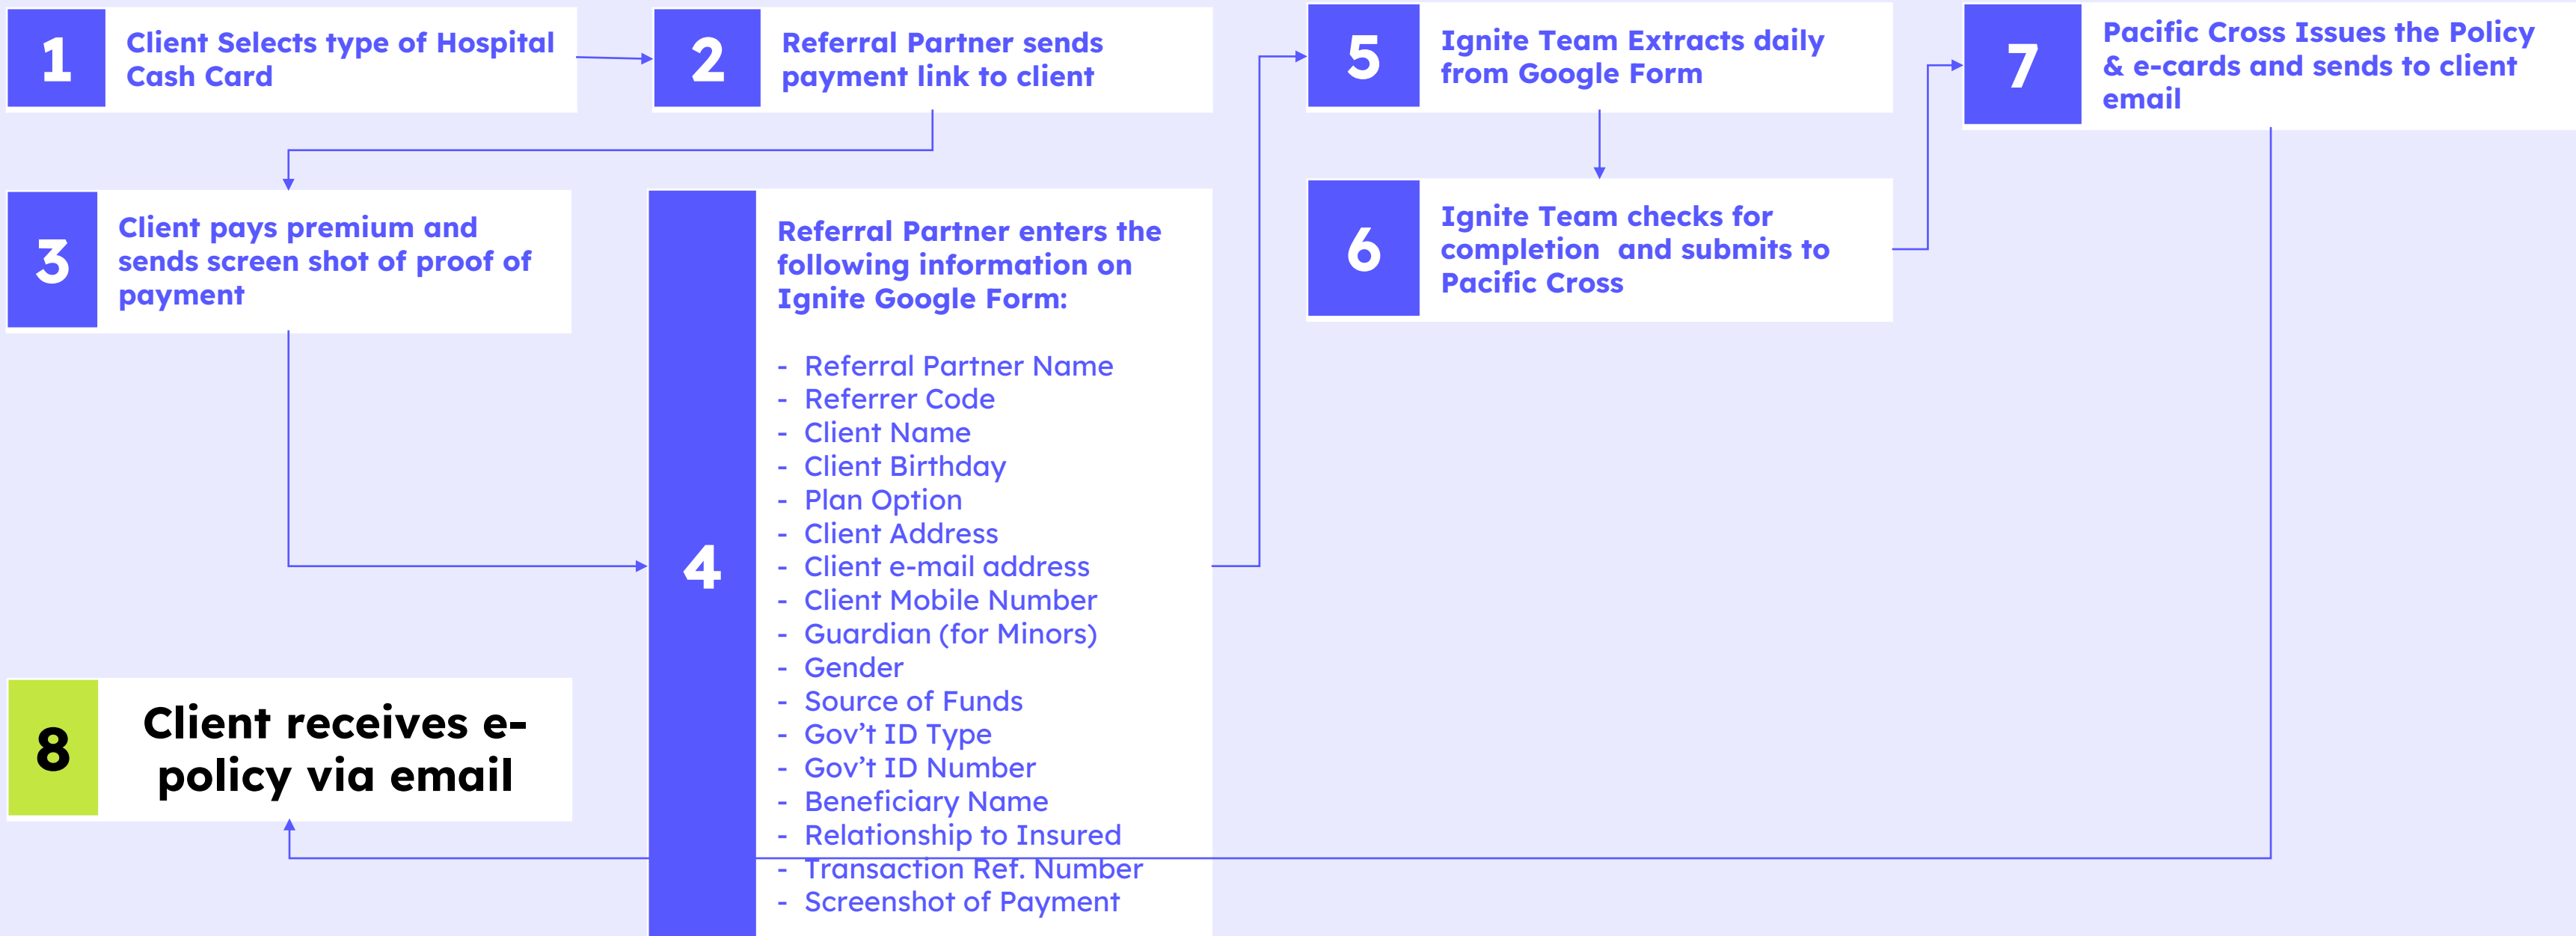 1
Client Selects type of Hospital
Cash Card
2
Referral Partner sends
payment link to client
3
Client pays premium and
sends screen shot of proof of
payment
4
Referral Partner enters the
following information on
Ignite Google Form:
- Referral Partner Name
- Referrer Code
- Client Name
- Client Birthday
- Plan Option
- Client Address
- Client e-mail address
- Client Mobile Number
- Guardian (for Minors)
- Gender
- Source of Funds
- Gov’t ID Type
- Gov’t ID Number
- Beneficiary Name
- Relationship to Insured
- Transaction Ref. Number
- Screenshot of Payment
5
Ignite Team Extracts daily
from Google Form
6
Ignite Team checks for
completion  and submits to
Pacific Cross
7
Pacific Cross Issues the Policy
& e-cards and sends to client
email
8
Client receives e-
policy via email